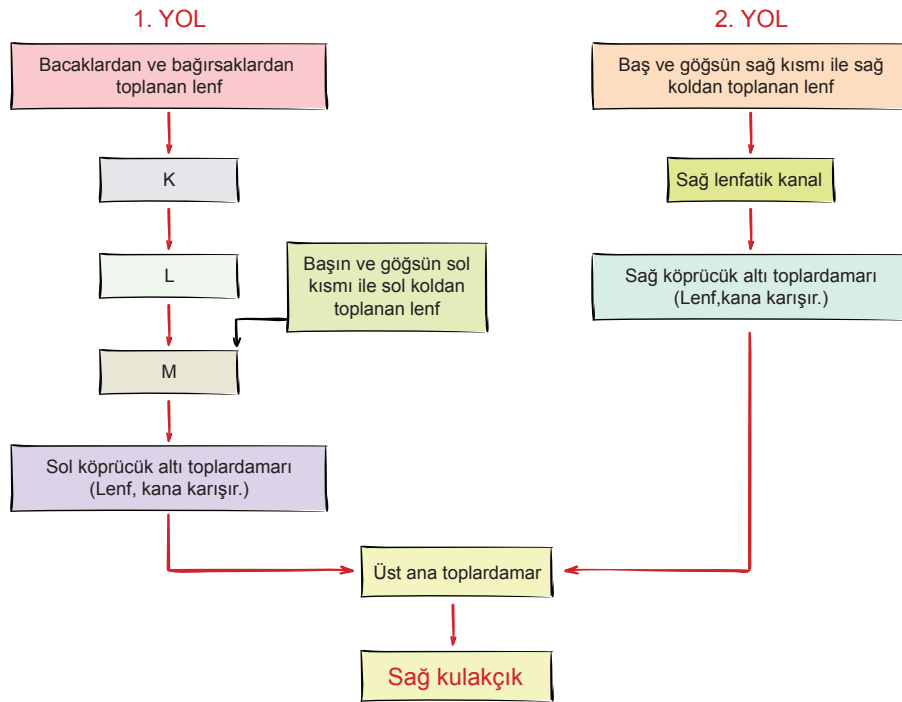 1. YOL
Bacaklardan ve bağırsaklardan
toplanan lenf
K
L
Başın ve göğsün sol
kısmı ile sol koldan
toplanan lenf
M
Sol köprücük altı toplardamarı
(Lenf, kana karışır.)
2. YOL
Baş ve göğsün sağ kısmı ile sağ
koldan toplanan lenf
Sağ lenfatik kanal
Sağ köprücük altı toplardamarı
(Lenf,kana karışır.)
Üst ana toplardamar
Sağ kulakçık